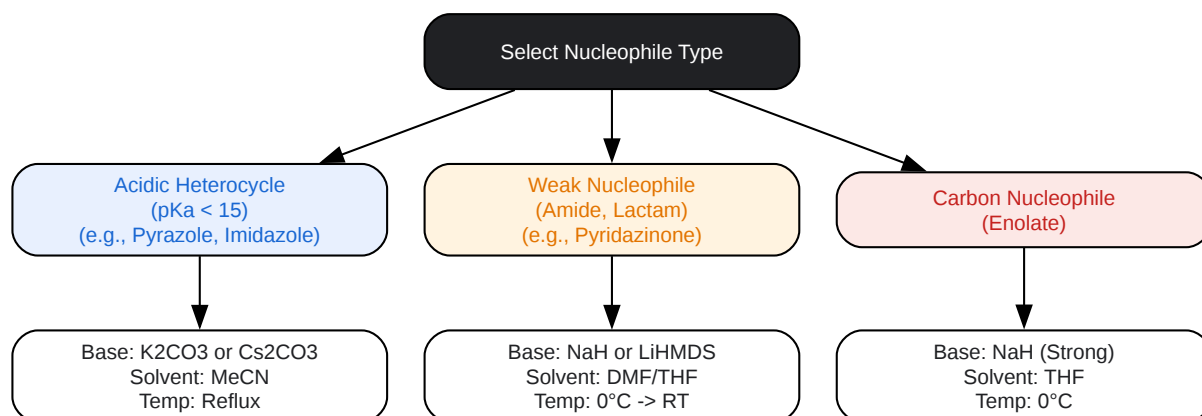 Select Nucleophile Type
Acidic Heterocycle
(pKa < 15)
(e.g., Pyrazole, Imidazole)
Weak Nucleophile
(Amide, Lactam)
(e.g., Pyridazinone)
Carbon Nucleophile
(Enolate)
Base: K2CO3 or Cs2CO3
Solvent: MeCN
Temp: Reflux
Base: NaH or LiHMDS
Solvent: DMF/THF
Temp: 0°C -> RT
Base: NaH (Strong)
Solvent: THF
Temp: 0°C